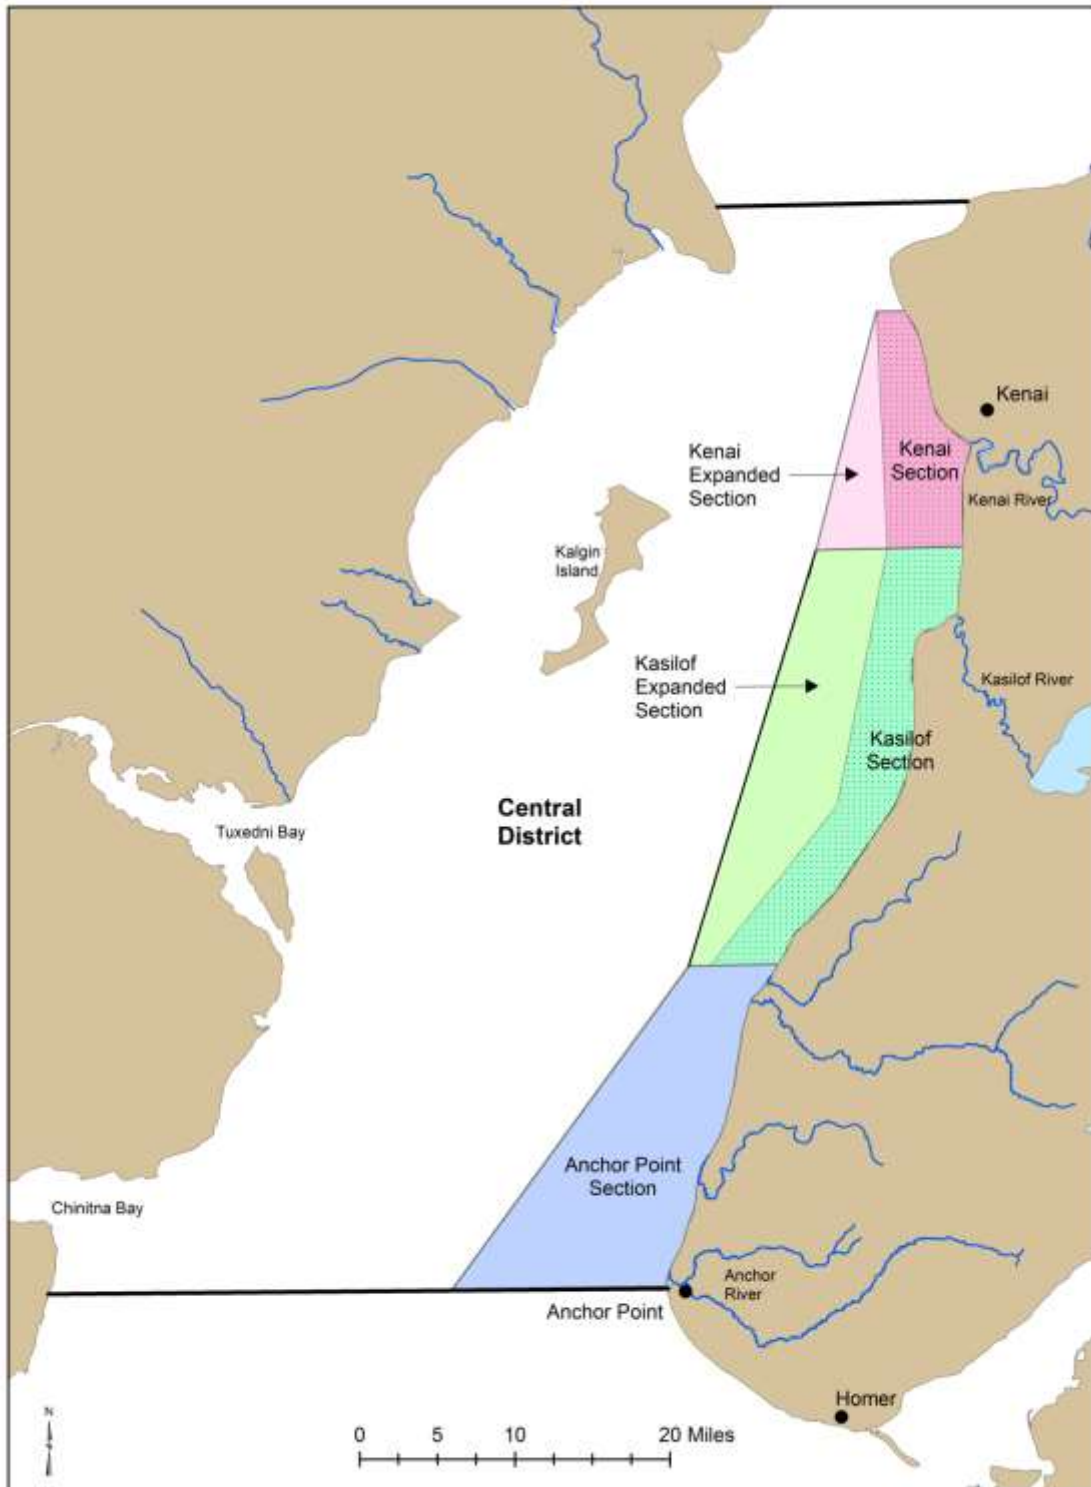 Kenai
Kenai
Expanded
Section
Kenai
Section
Kenai River
Kalgin
Island
Kasilof
Expanded
Section
Kasilof River
Kasilof
Section
Central
District
Tuxedni Bay
Anchor Point
Section
Chinitna Bay
Anchor
River
Anchor Point
Homer
N
0 5 10 20 Miles